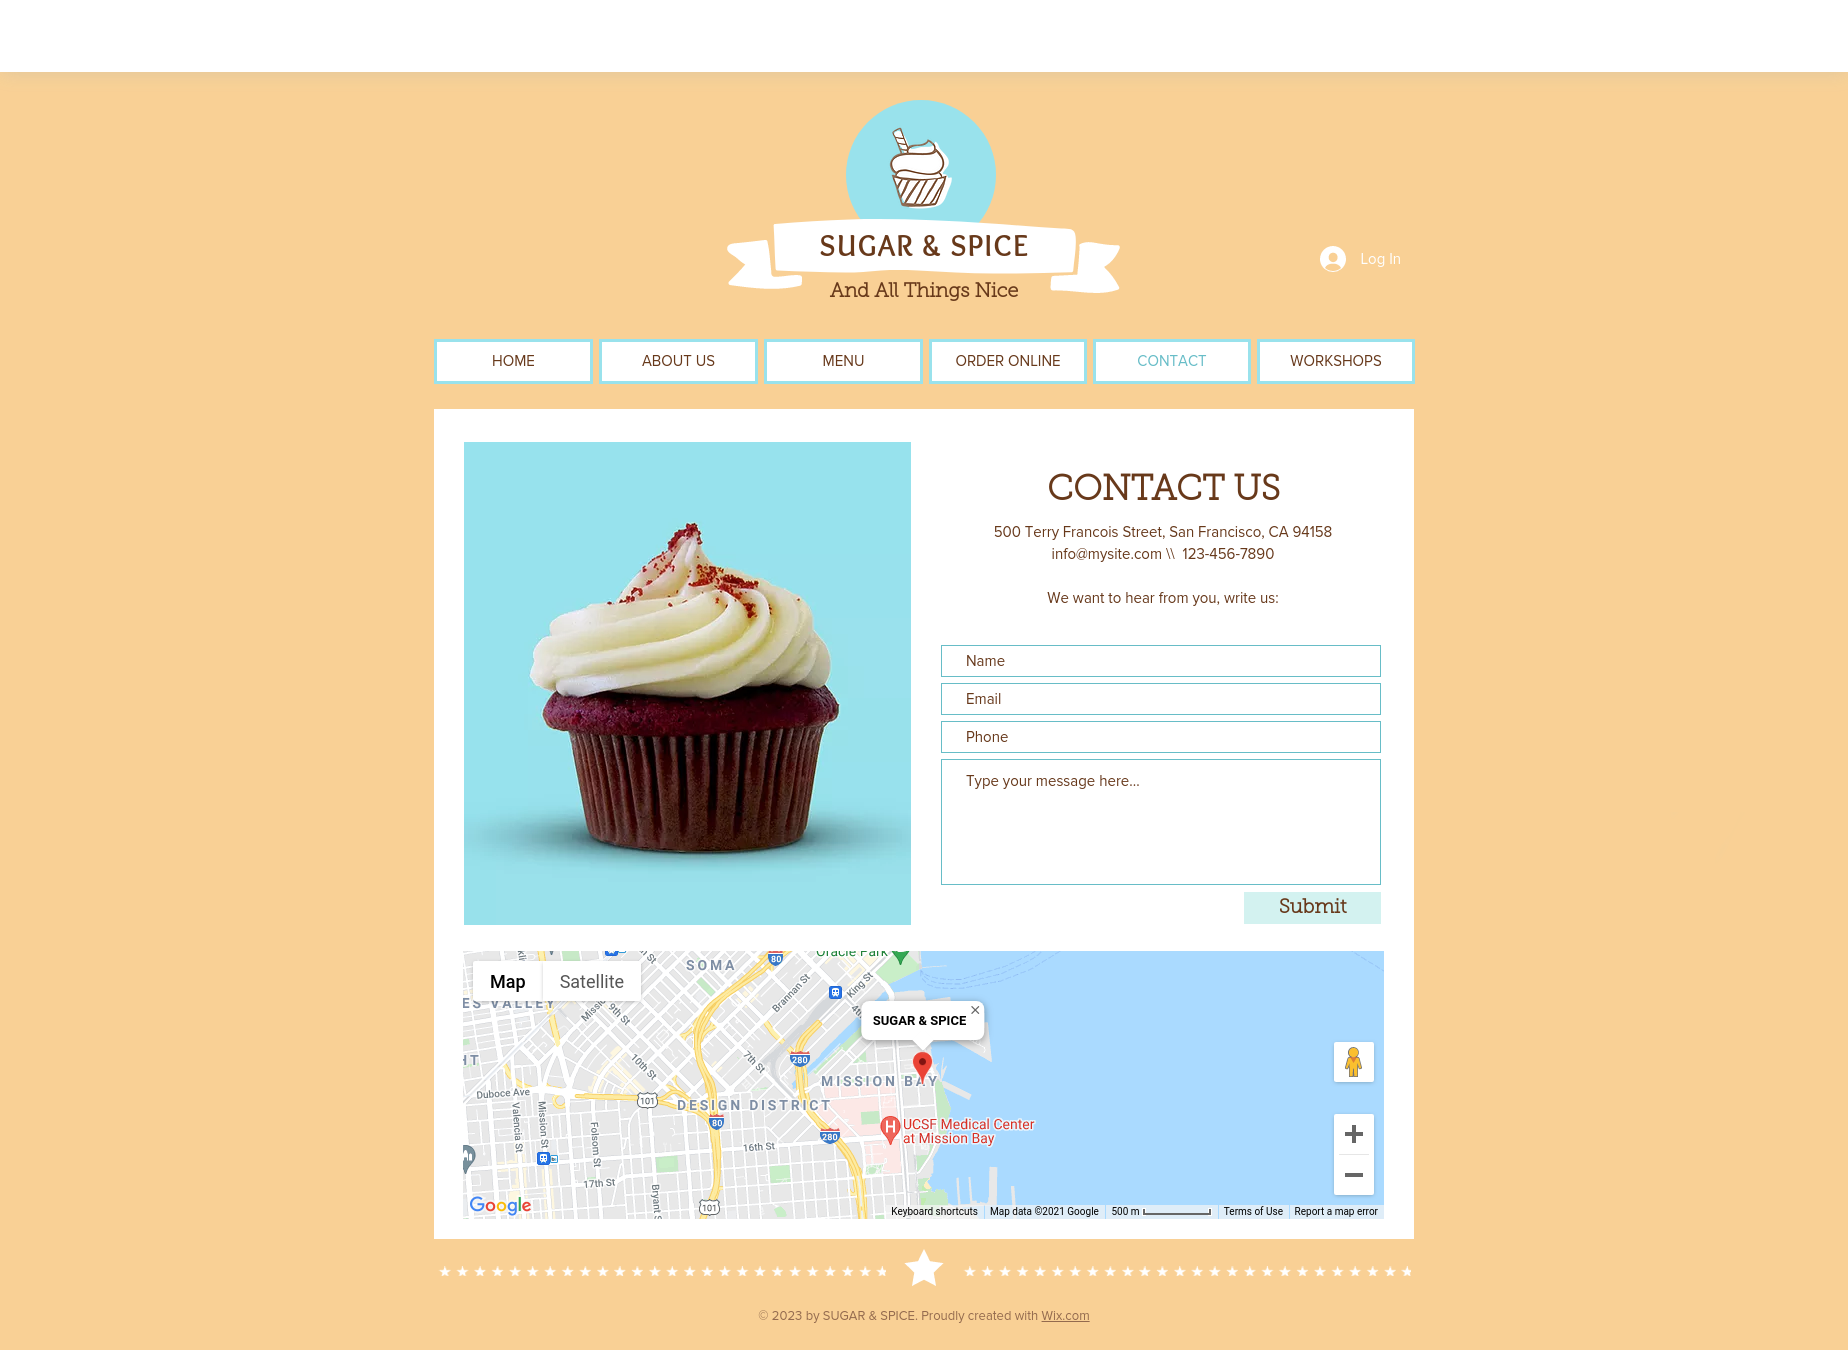 SUGAR & SPICE
And All Things Nice
Log In
HOME
ABOUT US
MENU
ORDER ONLINE
CONTACT
WORKSHOPS
CONTACT US
500 Terry Francois Street, San Francisco, CA 94158
info@mysite.com \\ 123-456-7890
We want to hear from you, write us:
Name
Email
Phone
Type your message here...
Submit
Map
Satellite
SOMA
80
Oracle Park
ES VALLEY
9th St
Brannan St
King St
SUGAR & SPICE
HT
10th St
7th St
280
MISSION BAY
Duboce Ave
101
DESIGN DISTRICT
80
Valencia St
Mission St
Folsom St
16th St
280
H
UCSF Medical Center
at Mission Bay
17th St
Bryant S
101
Google
Keyboard shortcuts
Map data ©2021 Google
500 m
Terms of Use
Report a map error
© 2023 by SUGAR & SPICE. Proudly created with Wix.com